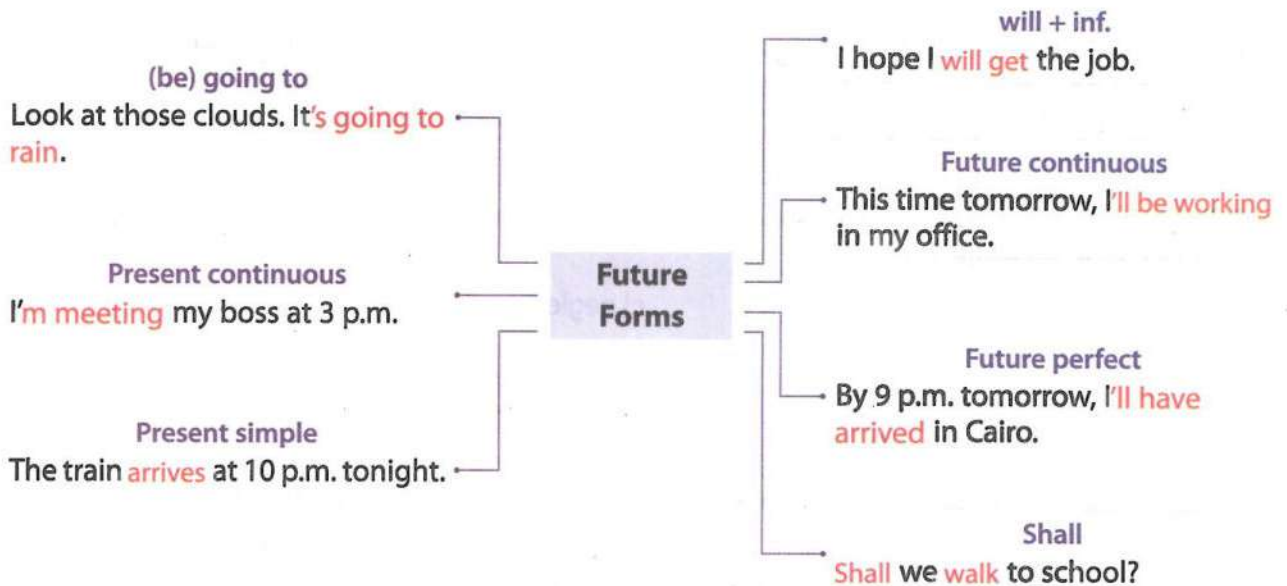 (be) going to
Look at those clouds. It's going to
rain.
Present continuous
I'm meeting my boss at 3 p.m.
Present simple
The train arrives at 10 p.m. tonight.
Future
Forms
will + inf.
I hope I will get the job.
Future continuous
This time tomorrow, I'll be working
in my office.
Future perfect
By 9 p.m. tomorrow, I'll have
arrived in Cairo.
Shall
Shall we walk to school?